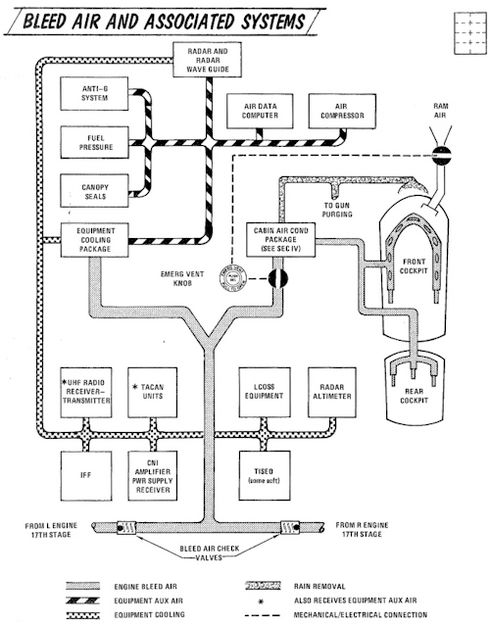 BLEED AIR AND ASSOCIATED SYSTEMS
RADAR AND
RADAR
WAVE GUIDE
ANTI-G
SYSTEM
AIR DATA
COMPUTER
AIR
COMPRESSOR
RAM
AIR
FUEL
PRESSURE
CANOPY
SEALS
TO GUN
PURGING
EQUIPMENT
COOLING
PACKAGE
CABIN AIR COND
PACKAGE
(SEE SEC IV)
EMERG VENT
KNOB
EMERG VENT
FRONT
COCKPIT
REAR
COCKPIT
*UHF RADIO
RECEIVER-
TRANSMITTER
* TACAN
UNITS
LCOSS
EQUIPMENT
RADAR
ALTIMETER
IFF
CNI
AMPLIFIER
PWR SUPPLY
RECEIVER
TISEO
(some acft)
FROM L ENGINE
17TH STAGE
FROM R ENGINE
17TH STAGE
BLEED AIR CHECK
VALVES
ENGINE BLEED AIR
EQUIPMENT AUX AIR
EQUIPMENT COOLING
RAIN REMOVAL
* ALSO RECEIVES EQUIPMENT AUX AIR
MECHANICAL/ELECTRICAL CONNECTION